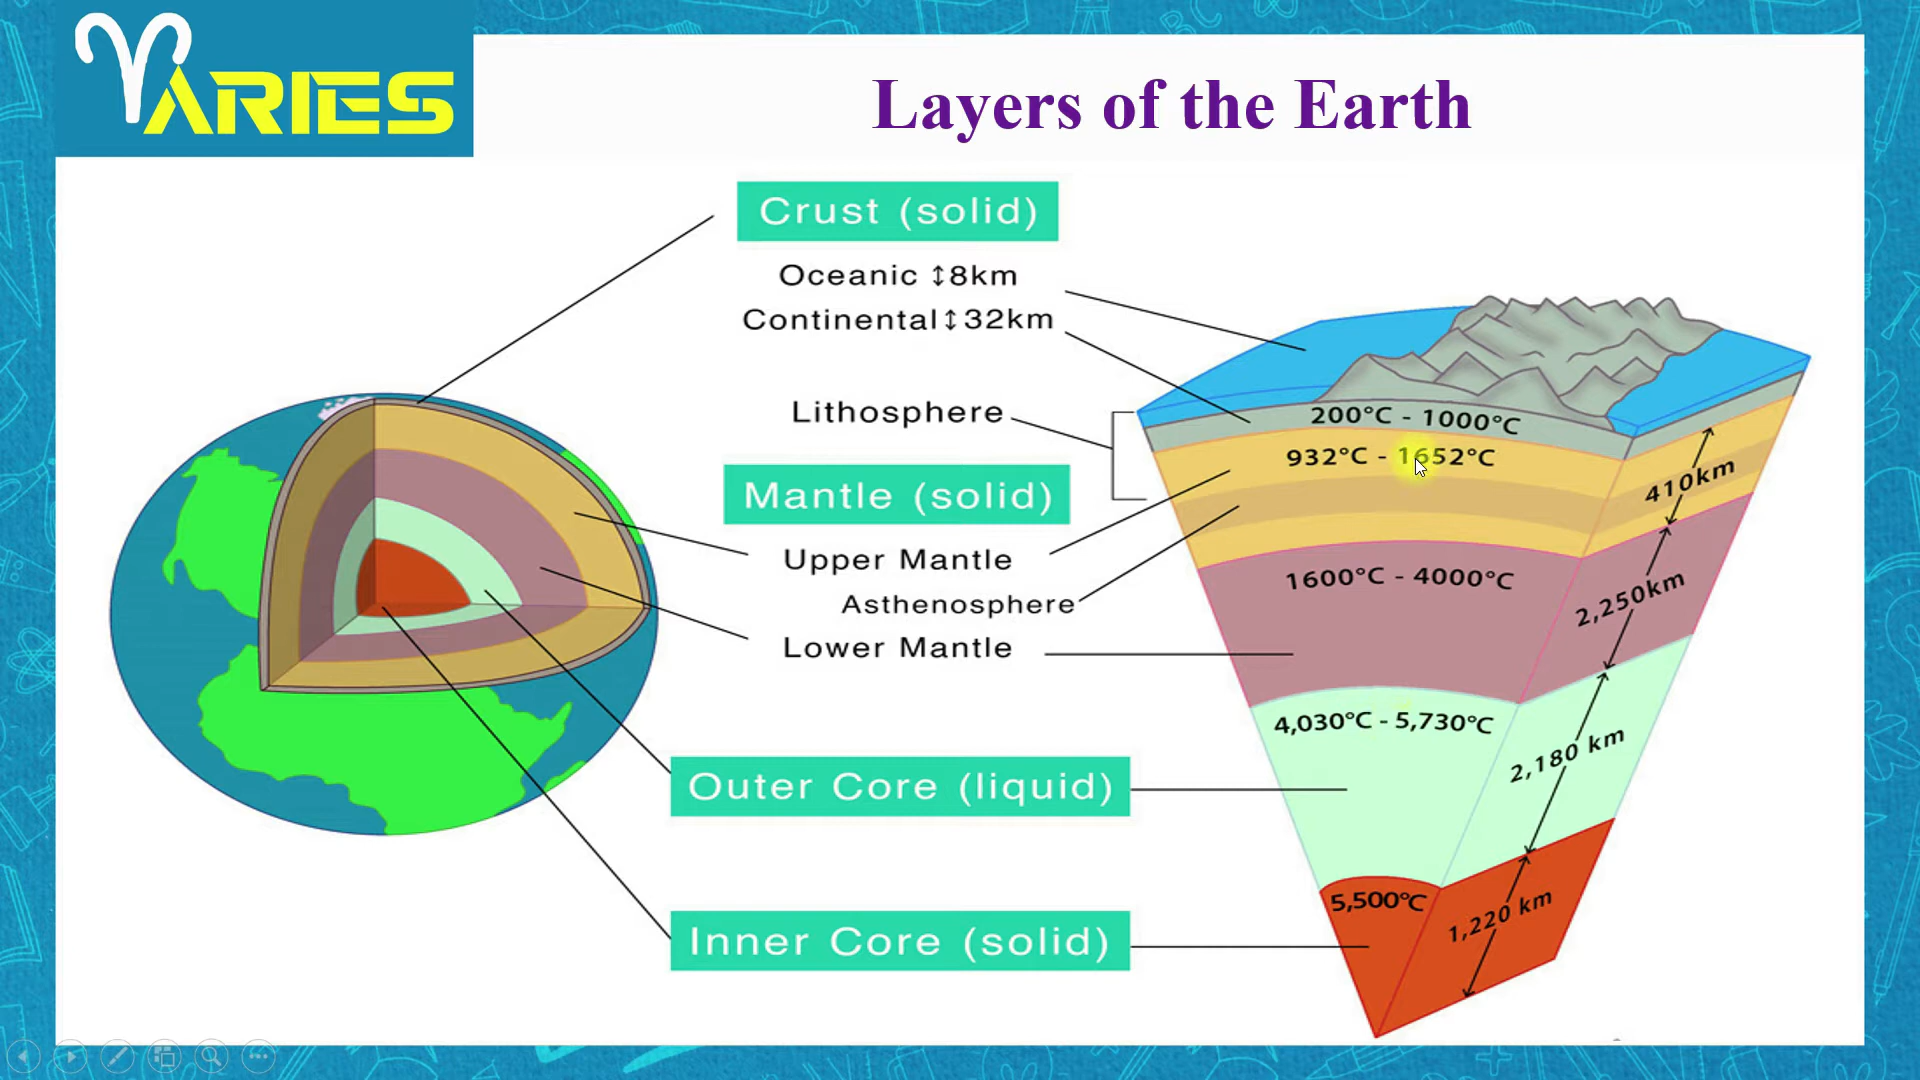 ARIES
Layers of the Earth
Crust (solid)
Oceanic ↕8km
Continental↕32km
Lithosphere
Mantle (solid)
Upper Mantle
Asthenosphere
Lower Mantle
Outer Core (liquid)
Inner Core (solid)
200°C - 1000°C
932°C - 1652°C
410km
1600°C - 4000°C
2,250km
4,030°C - 5,730°C
2,180 km
5,500°C
1,220 km